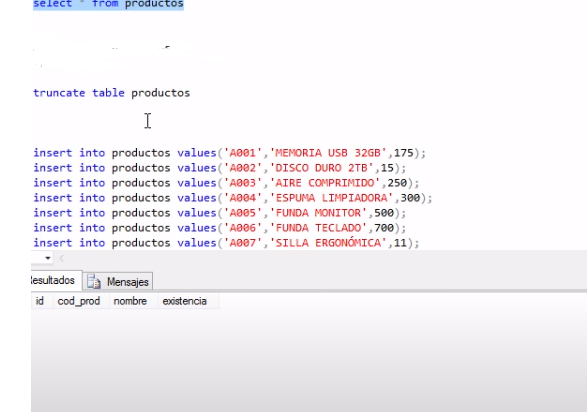 select * from productos
truncate table productos
insert into productos values('A001','MEMORIA USB 32GB',175);
insert into productos values('A002','DISCO DURO 2TB',15);
insert into productos values('A003','AIRE COMPRIMIDO',250);
insert into productos values('A004','ESPUMA LIMPIADORA',300);
insert into productos values('A005','FUNDA MONITOR',500);
insert into productos values('A006','FUNDA TECLADO',700);
insert into productos values('A007','SILLA ERGONÓMICA',11);
Resultados Mensajes
id cod_prod nombre existencia